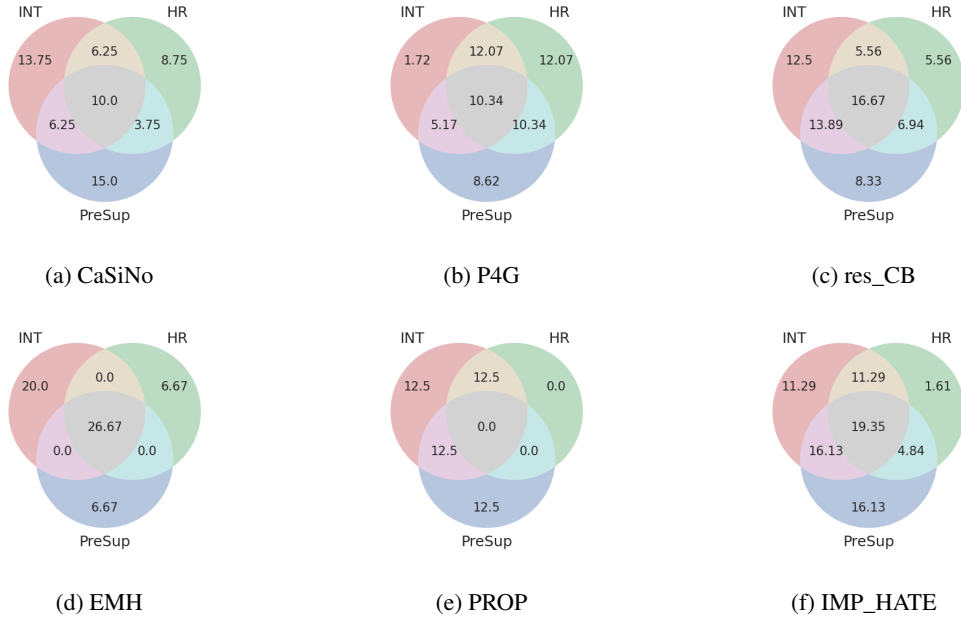 INT HR INT HR INT HR
6.25 12.07 5.56
13.75 8.75 1.72 12.07 12.5 5.56
10.0 10.34 16.67
6.25 3.75 5.17 10.34 13.89 6.94
15.0 8.62 8.33
PreSup PreSup PreSup
(a) CaSiNo (b) P4G (c) res_CB
INT HR INT HR INT HR
0.0 12.5 11.29
20.0 6.67 12.5 0.0 11.29 1.61
26.67 0.0 19.35
0.0 0.0 12.5 0.0 16.13 4.84
6.67 12.5 16.13
PreSup PreSup PreSup
(d) EMH (e) PROP (f) IMP_HATE